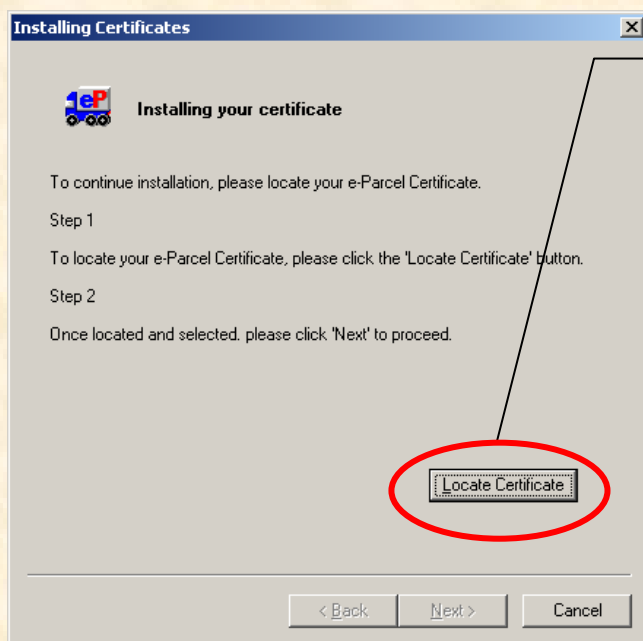 Installing Certificates
1eP
Installing your certificate
To continue installation, please locate your e-Parcel Certificate.
Step 1
To locate your e-Parcel Certificate, please click the 'Locate Certificate' button.
Step 2
Once located and selected. please click 'Next' to proceed.
Locate Certificate
< Back
Next >
Cancel